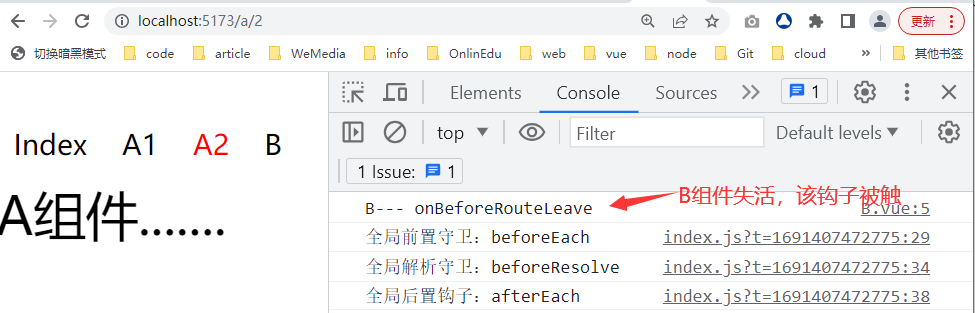 localhost:5173/a/2
更新
切换暗黑模式 code article WeMedia info OnlinEdu web vue node Git cloud » 其他书签
Elements Console Sources 1
top Filter Default levels
1 Issue: 1
Index A1 A2 B
A组件.......
B--- onBeforeRouteLeave B.vue:5
B组件失活，该钩子被触
全局前置守卫：beforeEach index.js?t=1691407472775:29
全局解析守卫：beforeResolve index.js?t=1691407472775:34
全局后置钩子：afterEach index.js?t=1691407472775:38